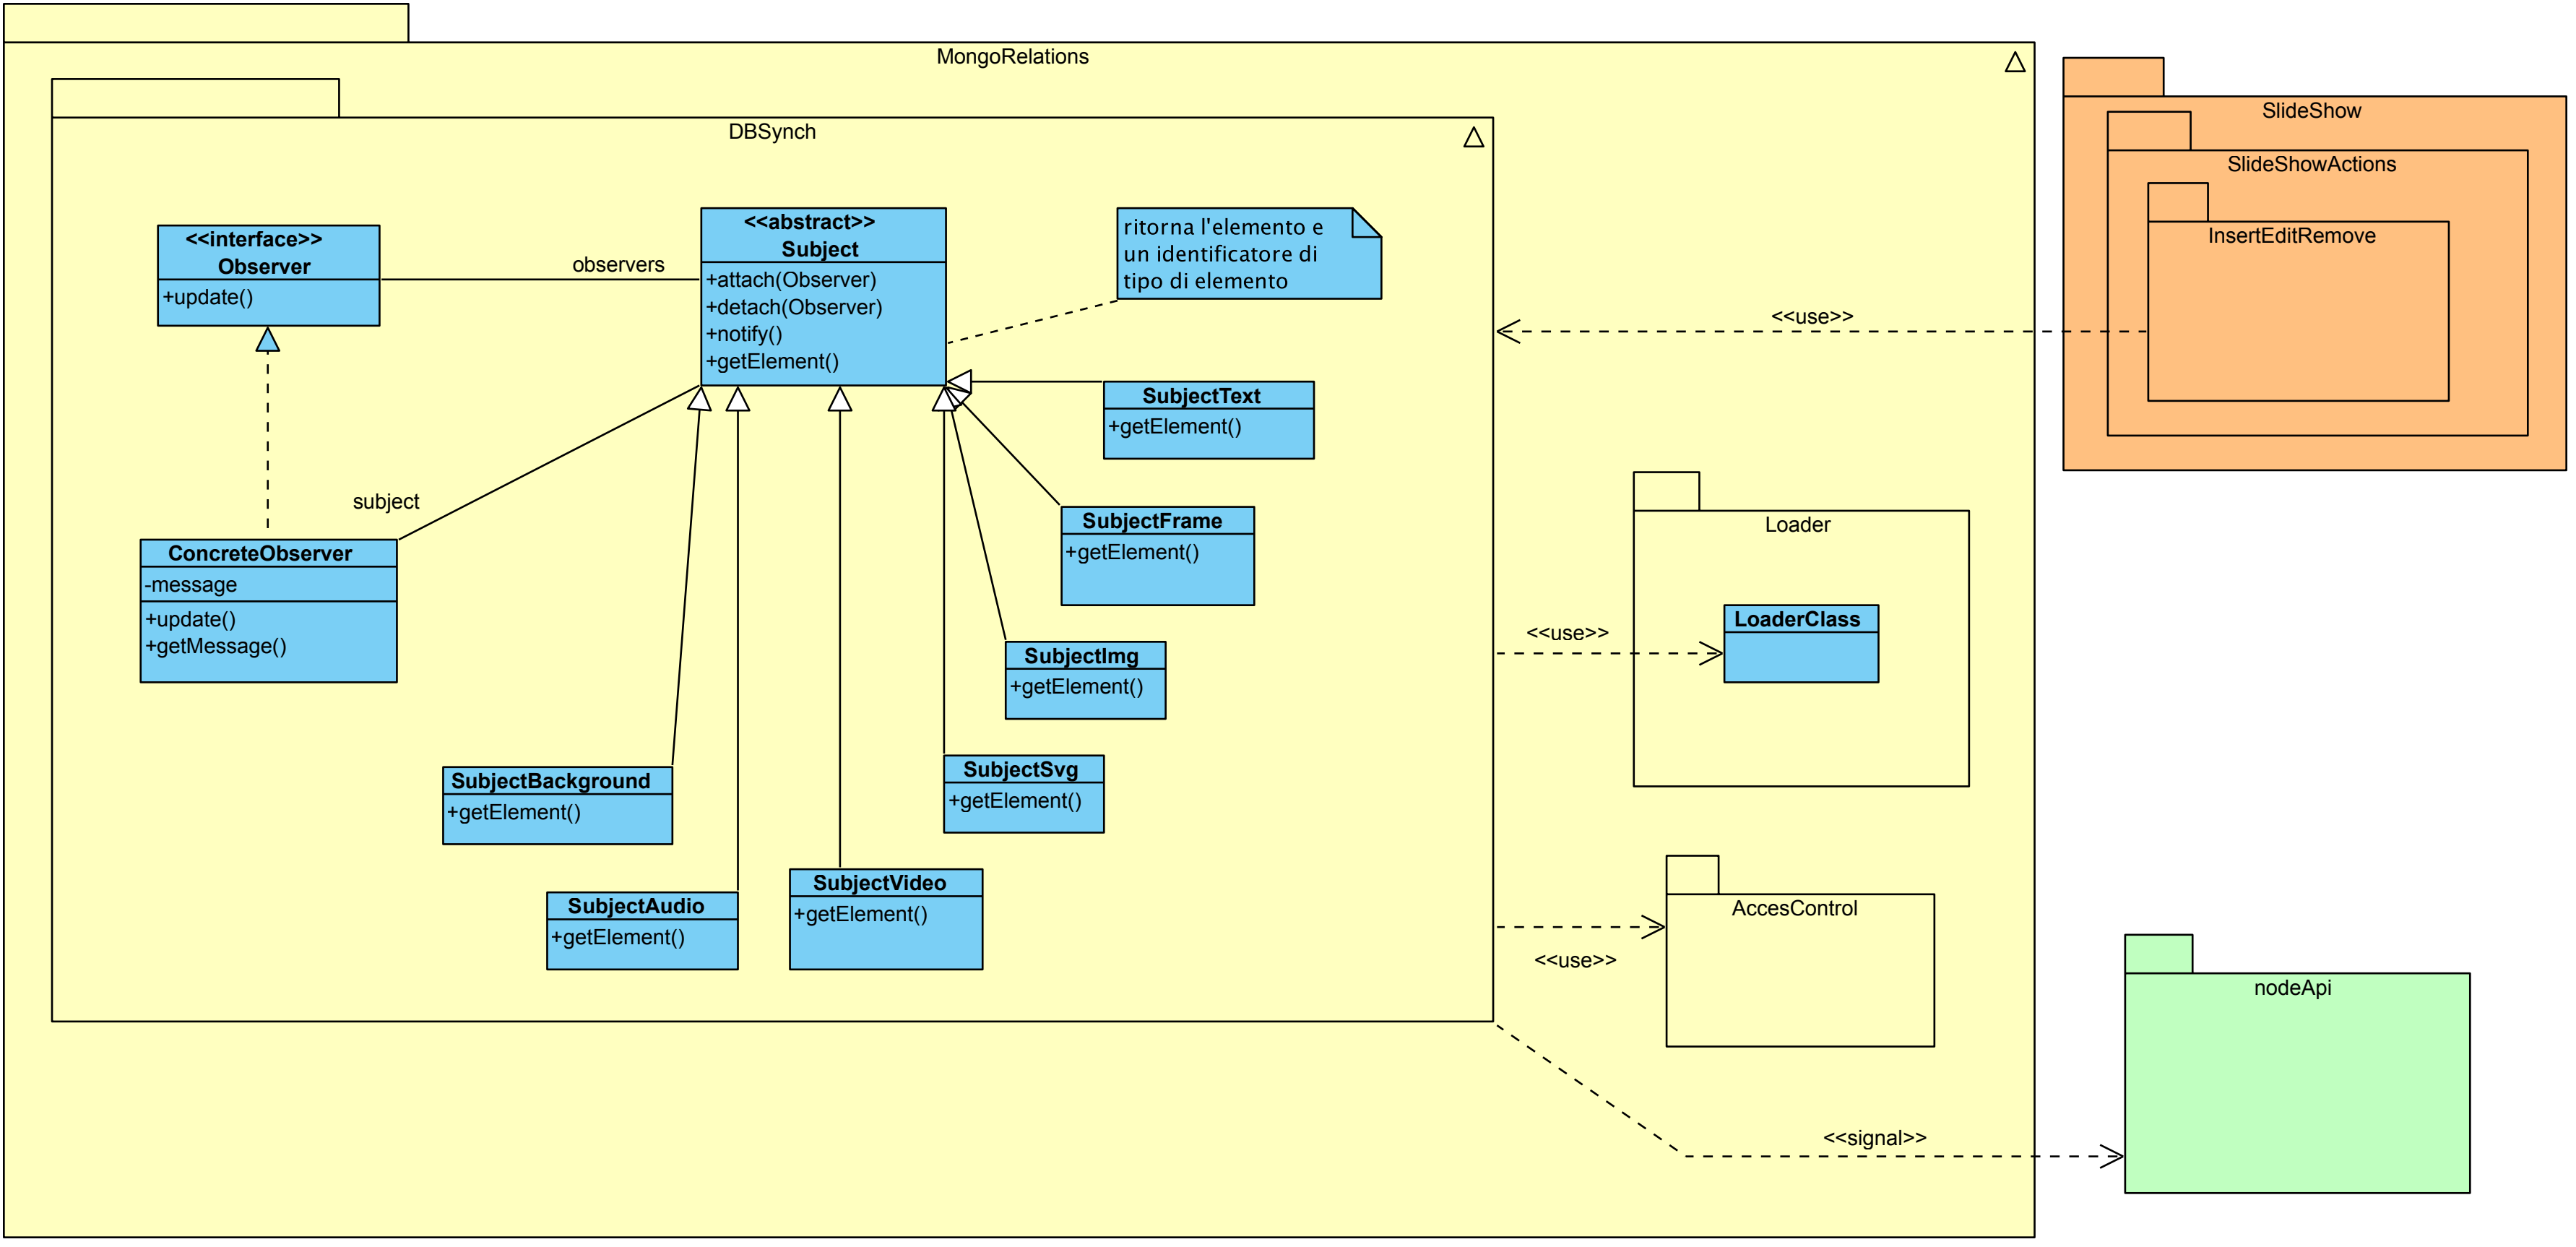 MongoRelations
DBSynch
<<interface>>
Observer
+update()
observers
<<abstract>>
Subject
+attach(Observer)
+detach(Observer)
+notify()
+getElement()
ritorna l'elemento e
un identificatore di
tipo di elemento
SubjectText
+getElement()
SubjectFrame
+getElement()
SubjectImg
+getElement()
SubjectSvg
+getElement()
SubjectVideo
+getElement()
SubjectAudio
+getElement()
SubjectBackground
+getElement()
subject
ConcreteObserver
-message
+update()
+getMessage()
<<use>>
SlideShow
SlideShowActions
InsertEditRemove
<<use>>
Loader
LoaderClass
<<use>>
AccesControl
<<signal>>
nodeApi